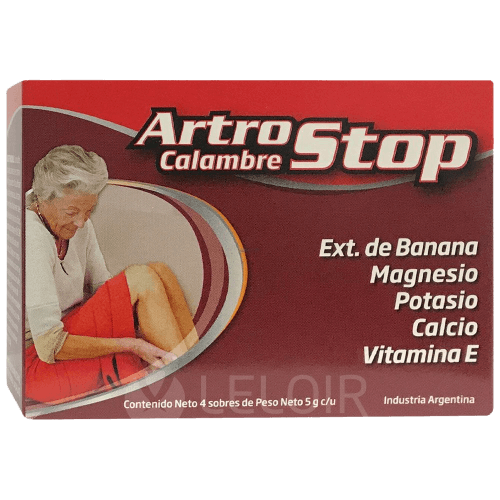 Artro Stop
Calambre
Ext. de Banana
Magnesio
Potasio
Calcio
Vitamina E
LELOIR
Contenido Neto 4 sobres de Peso Neto 5 g c/u
Industria Argentina